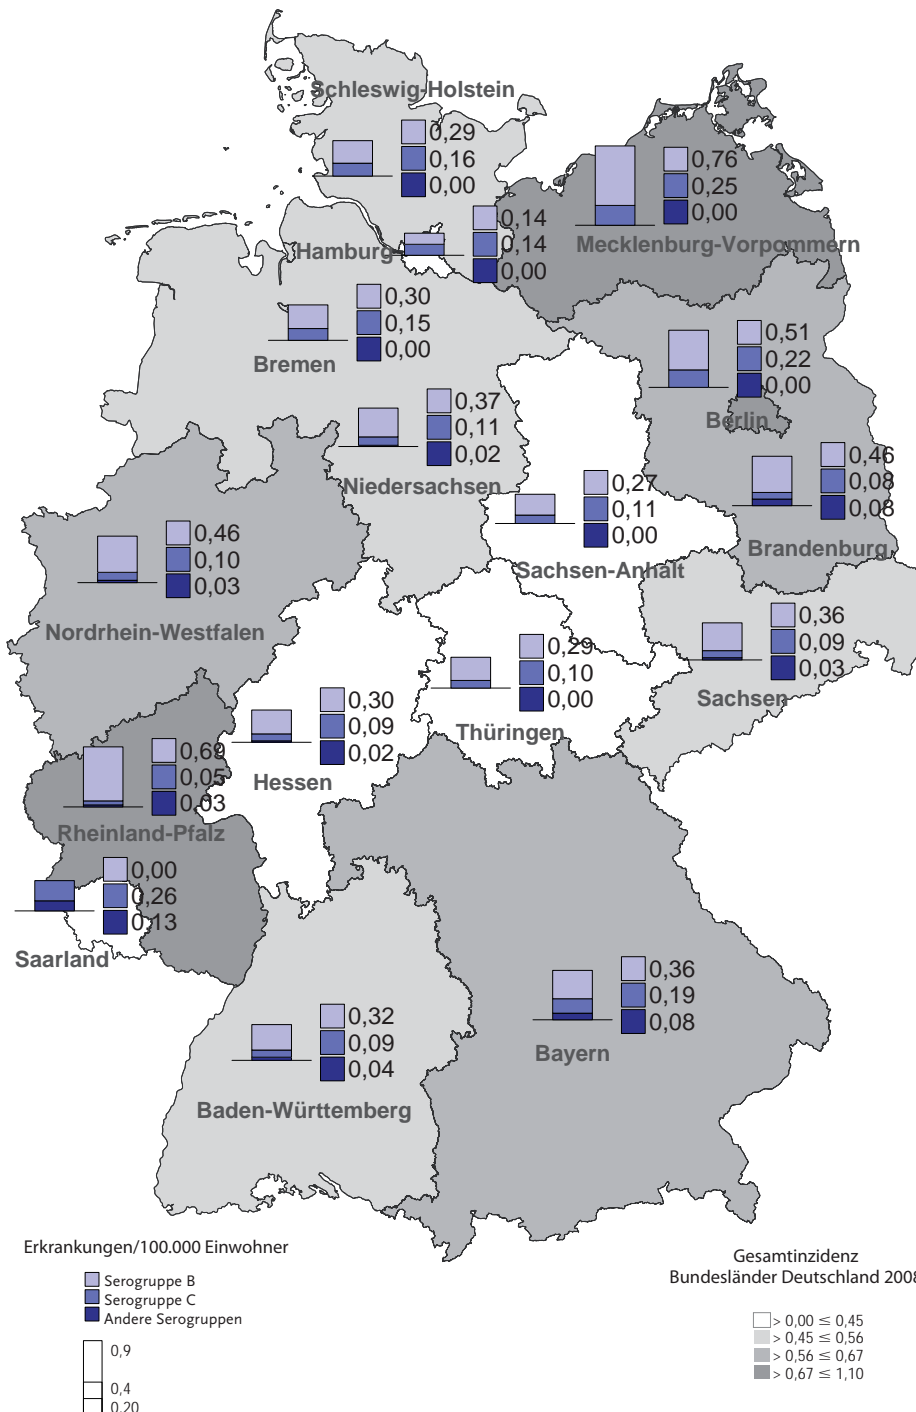 Schleswig-Holstein
0,29
0,16
0,00
0,76
0,25
0,00
Mecklenburg-Vorpommern
0,14
0,14
0,00
Hamburg
0,30
0,15
0,00
Bremen
0,51
0,22
0,00
Berlin
0,37
0,11
0,02
Niedersachsen
0,46
0,08
0,08
Brandenburg
0,27
0,11
0,00
Sachsen-Anhalt
0,46
0,10
0,03
Nordrhein-Westfalen
0,36
0,09
0,03
Sachsen
0,29
0,10
0,00
Thüringen
0,30
0,09
0,02
Hessen
0,69
0,05
0,03
Rheinland-Pfalz
0,00
0,26
0,13
Saarland
0,36
0,19
0,08
Bayern
0,32
0,09
0,04
Baden-Württemberg
Erkrankungen/100.000 Einwohner
Serogruppe B
Serogruppe C
Andere Serogruppen
0,9
0,4
0,20
Gesamtinzidenz
Bundesländer Deutschland 2008
> 0,00 ≤ 0,45
> 0,45 ≤ 0,56
> 0,56 ≤ 0,67
> 0,67 ≤ 1,10